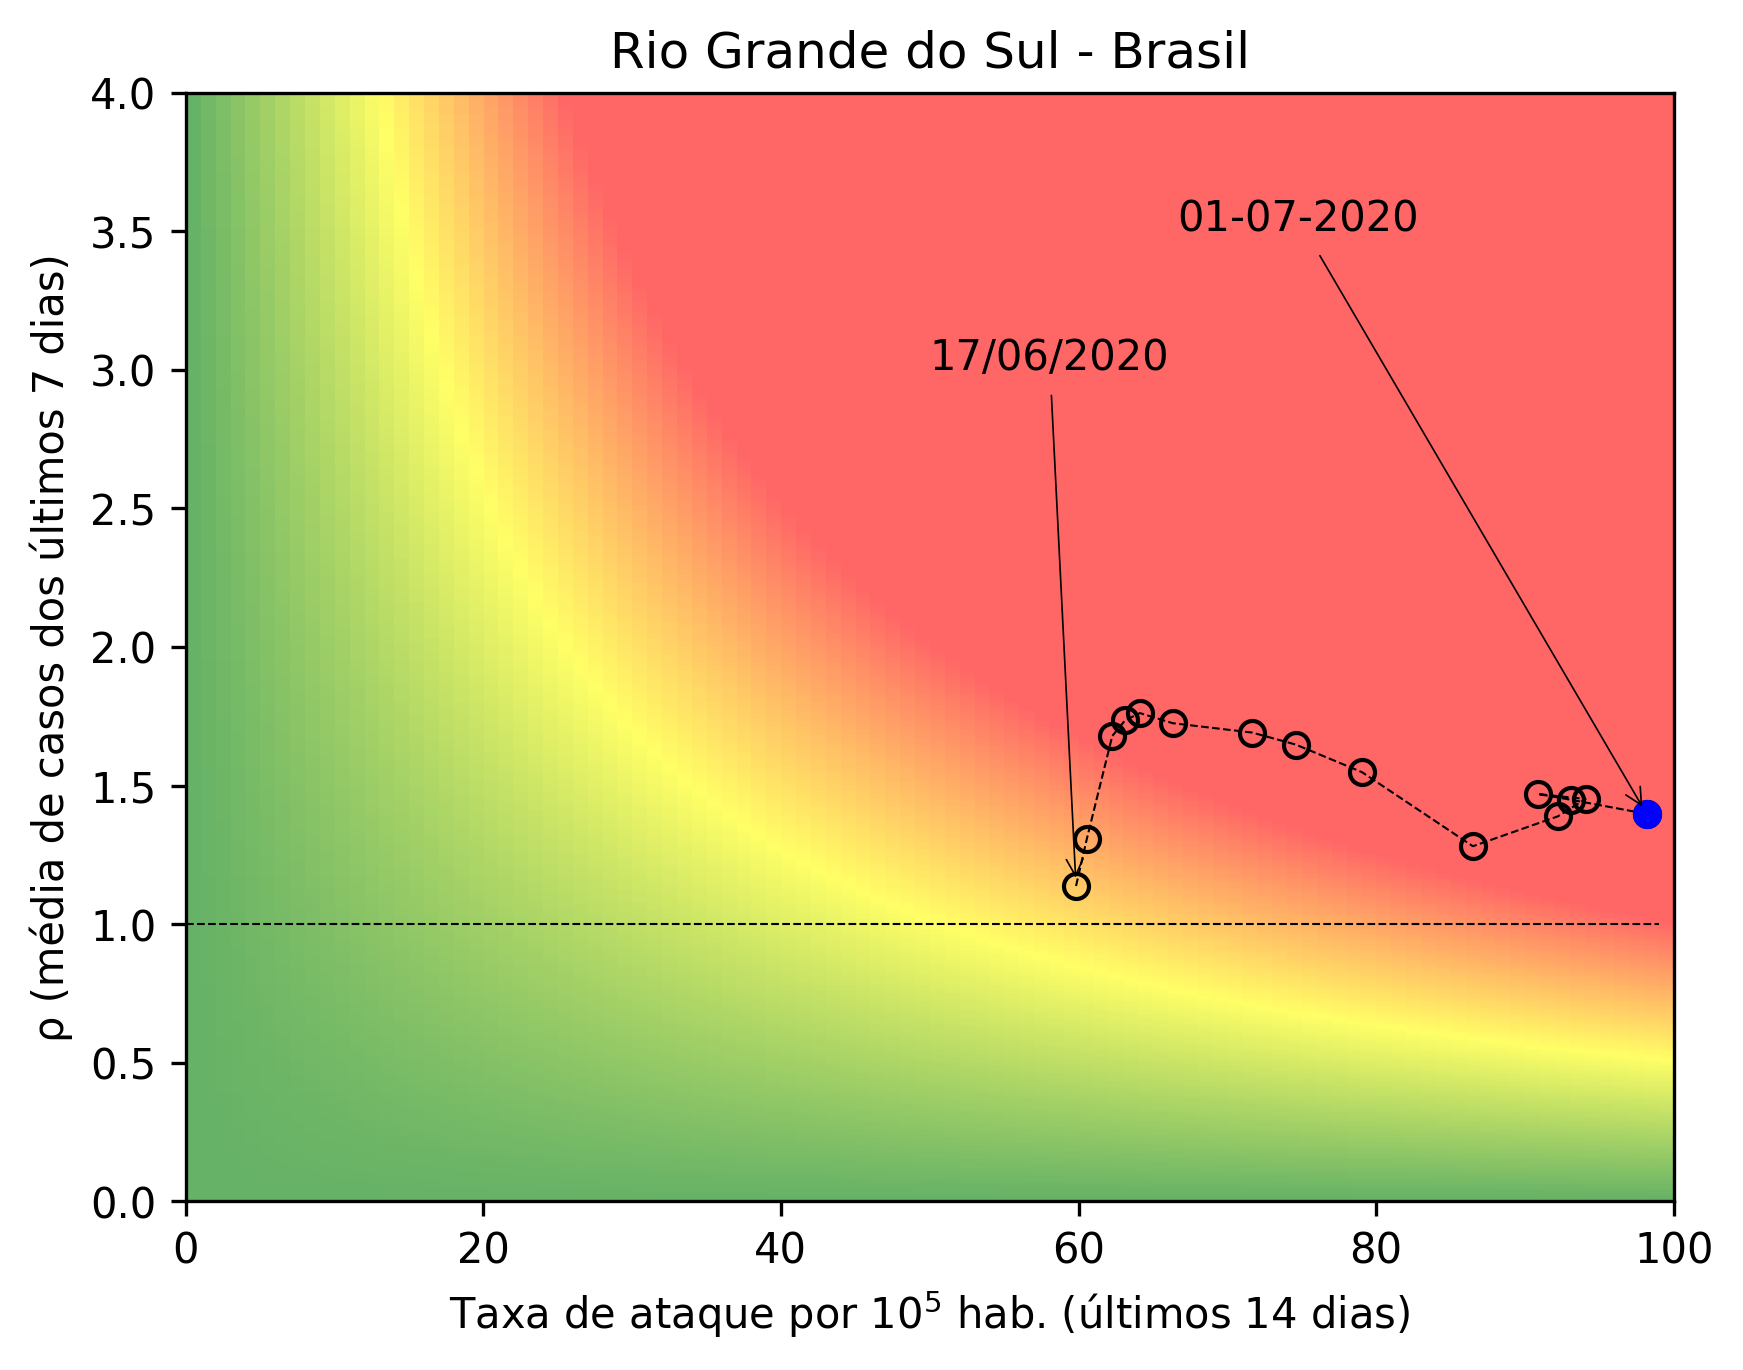 Rio Grande do Sul - Brasil
4.0
3.5
3.0
2.5
2.0
1.5
1.0
0.5
0.0
ρ (média de casos dos últimos 7 dias)
01-07-2020
17/06/2020
0 20 40 60 80 100
Taxa de ataque por 10⁵ hab. (últimos 14 dias)